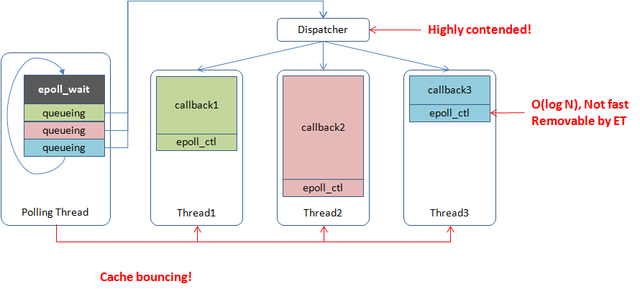 Dispatcher
Highly contended!
epoll_wait
queueing
queueing
queueing
Polling Thread
callback1
epoll_ctl
Thread1
callback2
epoll_ctl
Thread2
callback3
epoll_ctl
Thread3
O(log N), Not fast
Removable by ET
Cache bouncing!